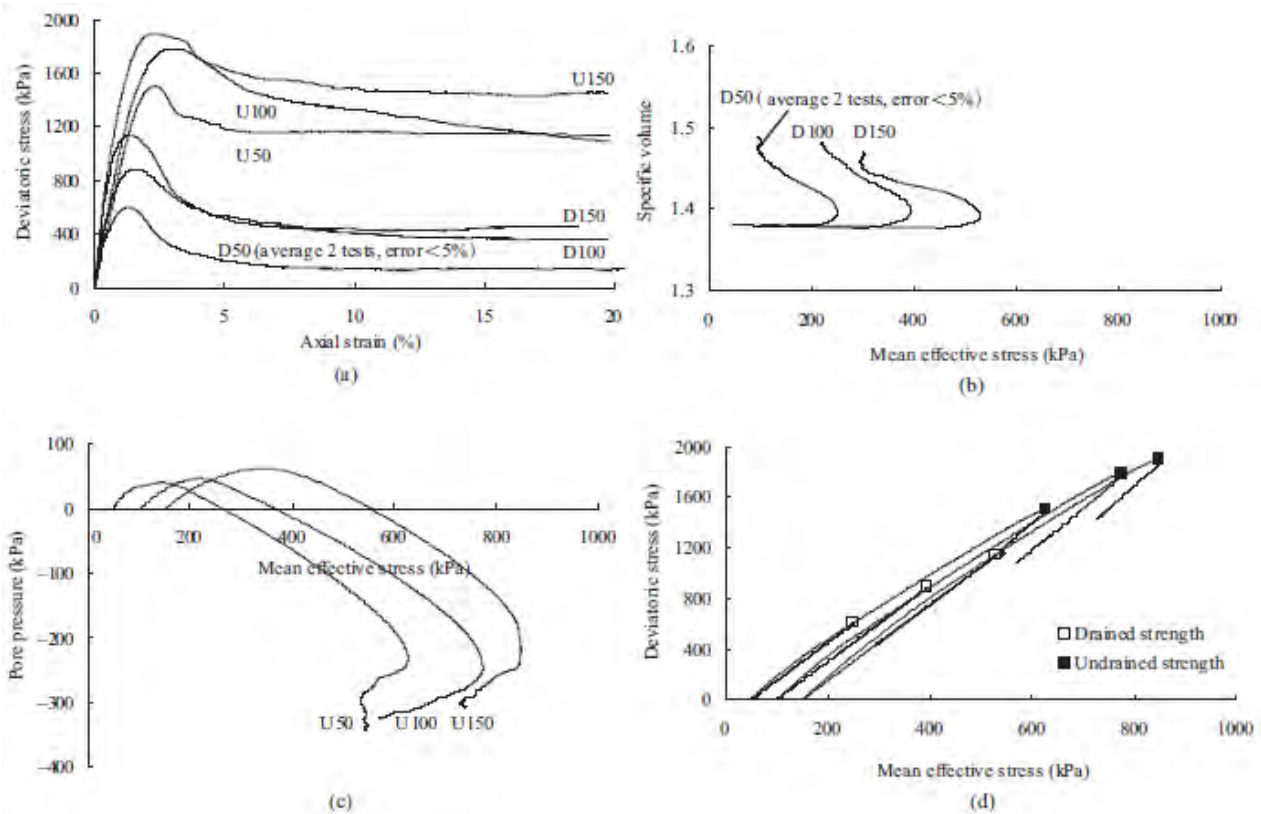 2000
1600
1200
800
400
0
Deviatoric stress (kPa)
U150
U100
U50
D150
D50 (average 2 tests, error<5%)
D100
0 5 10 15 20
Axial strain (%)
(a)
1.6
1.5
1.4
1.3
Specific volume
D50 ( average 2 tests, error<5%)
D100 D150
0 200 400 600 800 1000
Mean effective stress (kPa)
(b)
100
0
−100
−200
−300
−400
Pore pressure (kPa)
0 200 400 600 800 1000
Mean effective stress (kPa)
U50 U100 U150
(c)
2000
1600
1200
800
400
0
Deviatoric stress (kPa)
Drained strength
Undrained strength
0 200 400 600 800 1000
Mean effective stress (kPa)
(d)